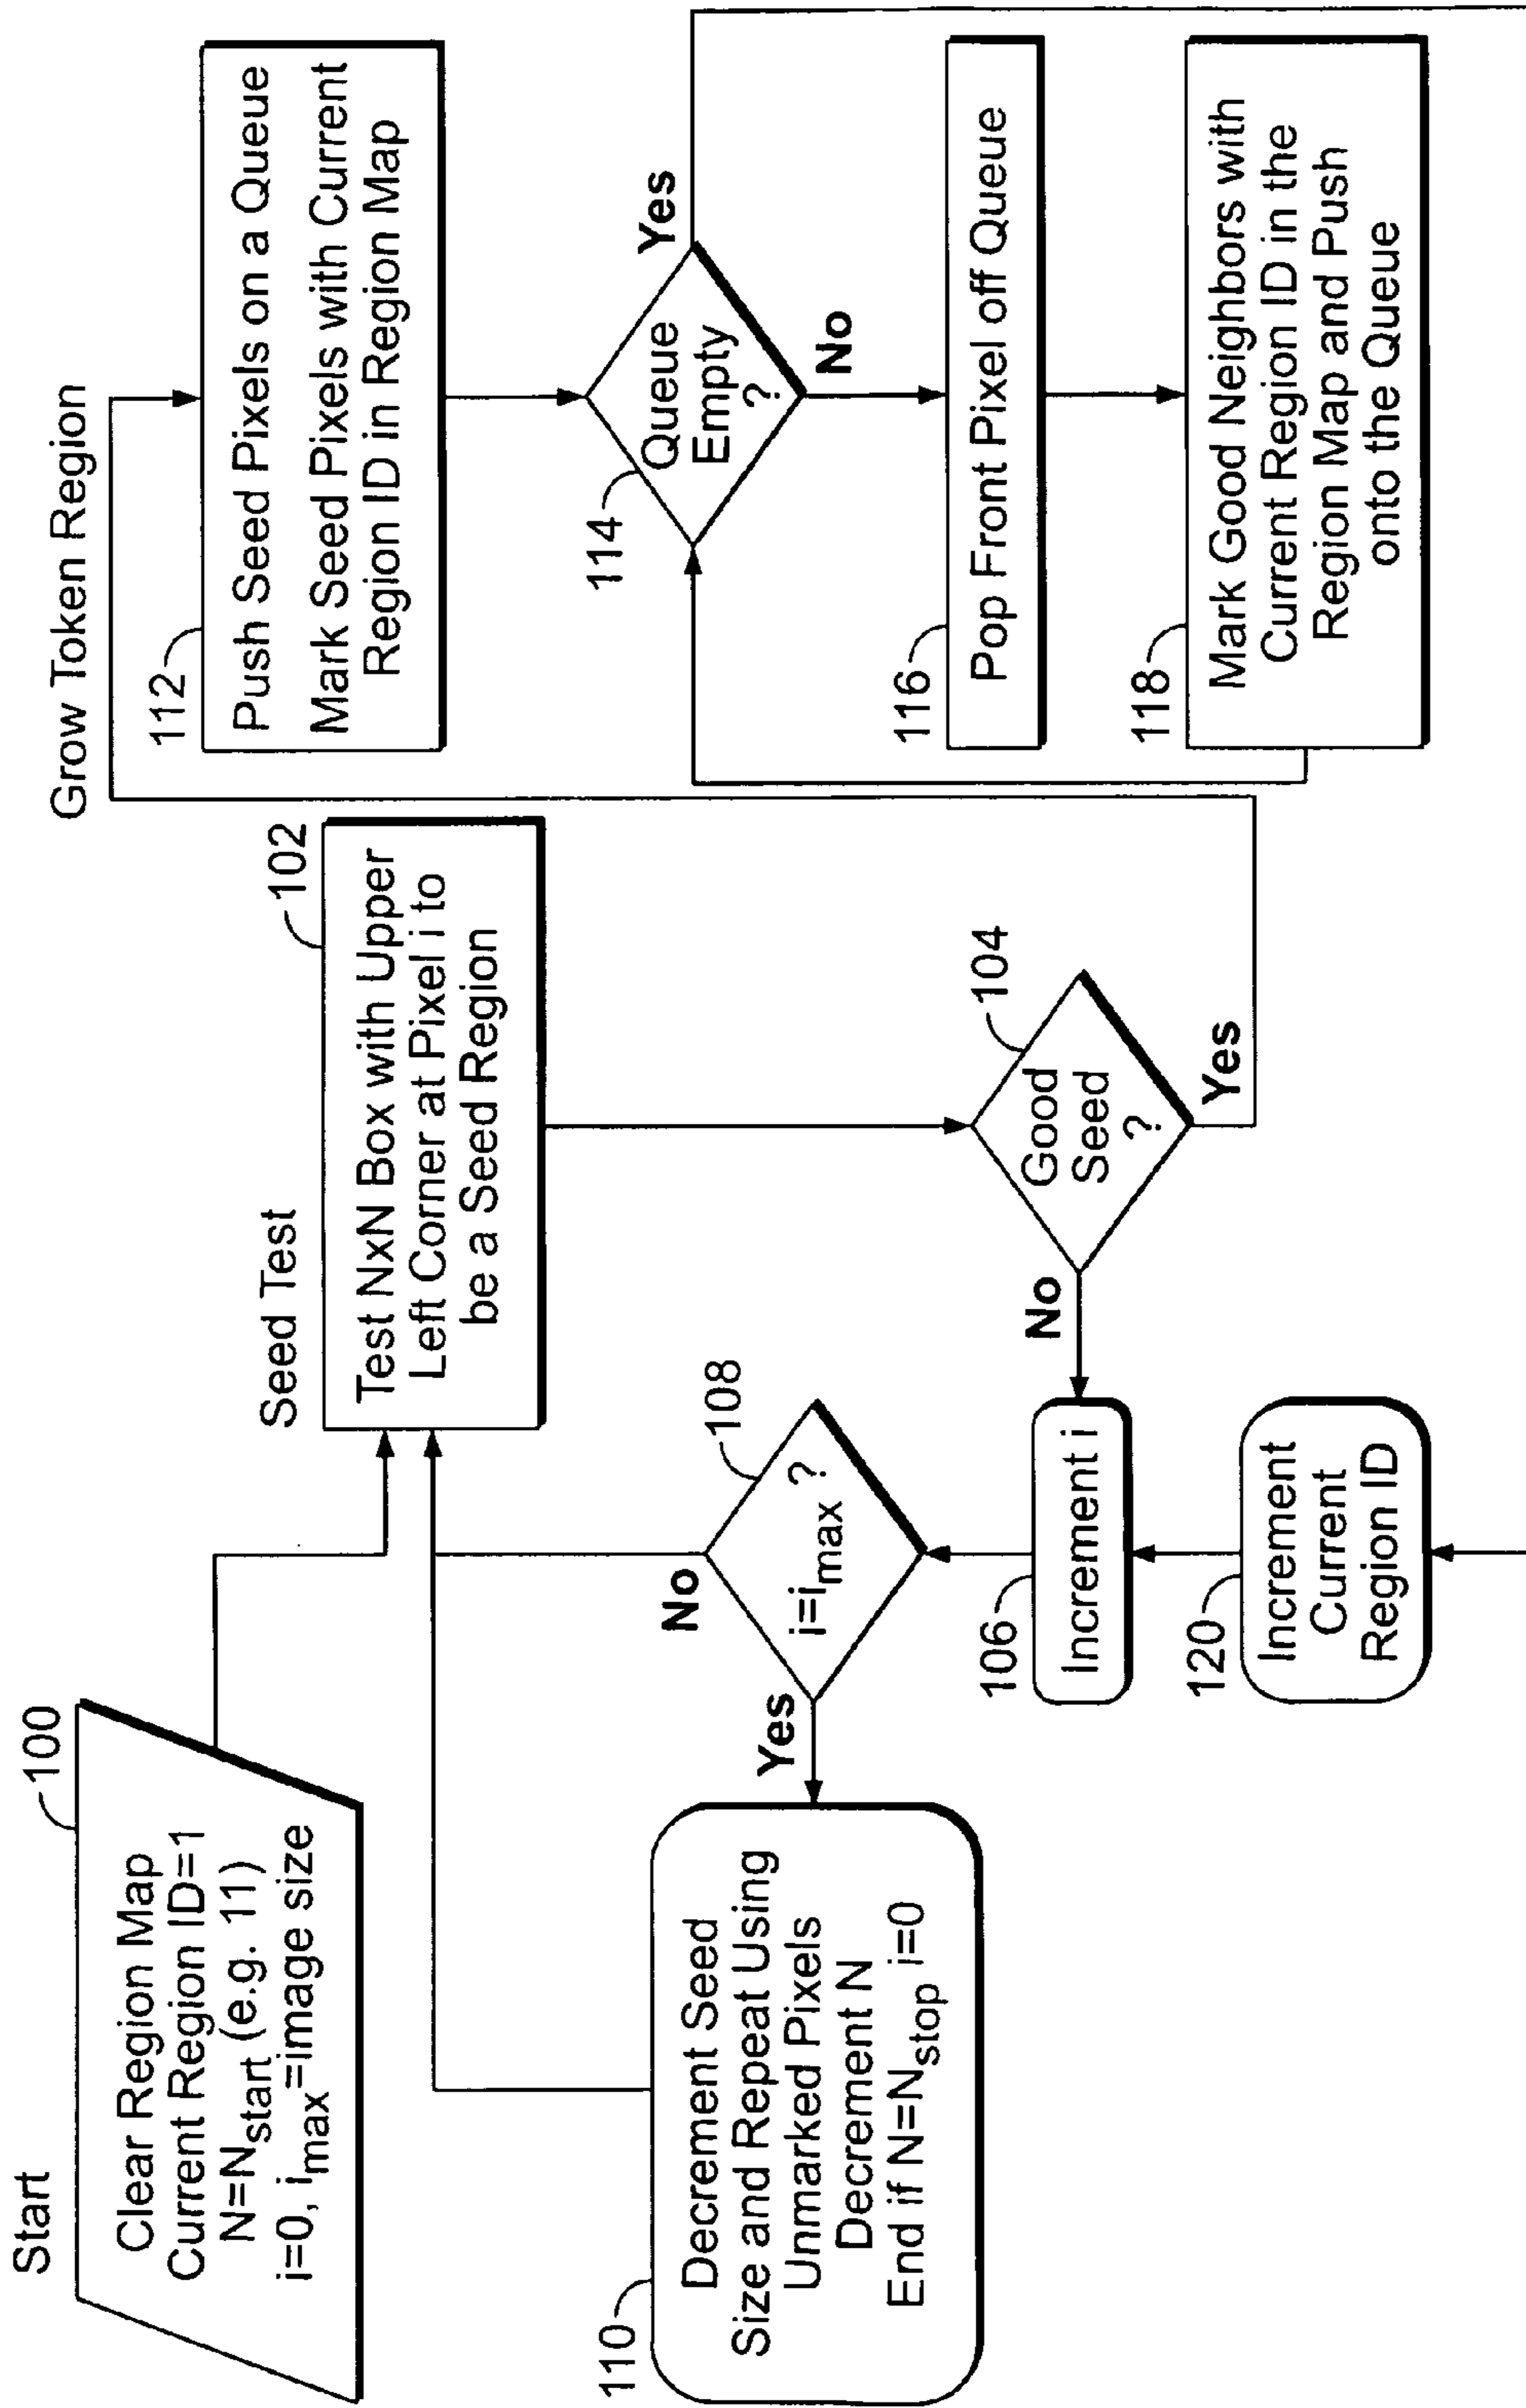 Start
100
Clear Region Map
Current Region ID=1
N=Nstart (e.g. 11)
i=0, imax=image size
Seed Test
102
Test NxN Box with Upper
Left Corner at Pixel i to
be a Seed Region
Grow Token Region
112
Push Seed Pixels on a Queue
Mark Seed Pixels with Current
Region ID in Region Map
110
Decrement Seed
Size and Repeat Using
Unmarked Pixels
Decrement N
End if N=Nstop i=0
Yes
No
108
i=imax ?
106
Increment i
120
Increment
Current
Region ID
No
104
Good
Seed
?
Yes
114
Queue
Empty
?
Yes
No
116
Pop Front Pixel off Queue
118
Mark Good Neighbors with
Current Region ID in the
Region Map and Push
onto the Queue